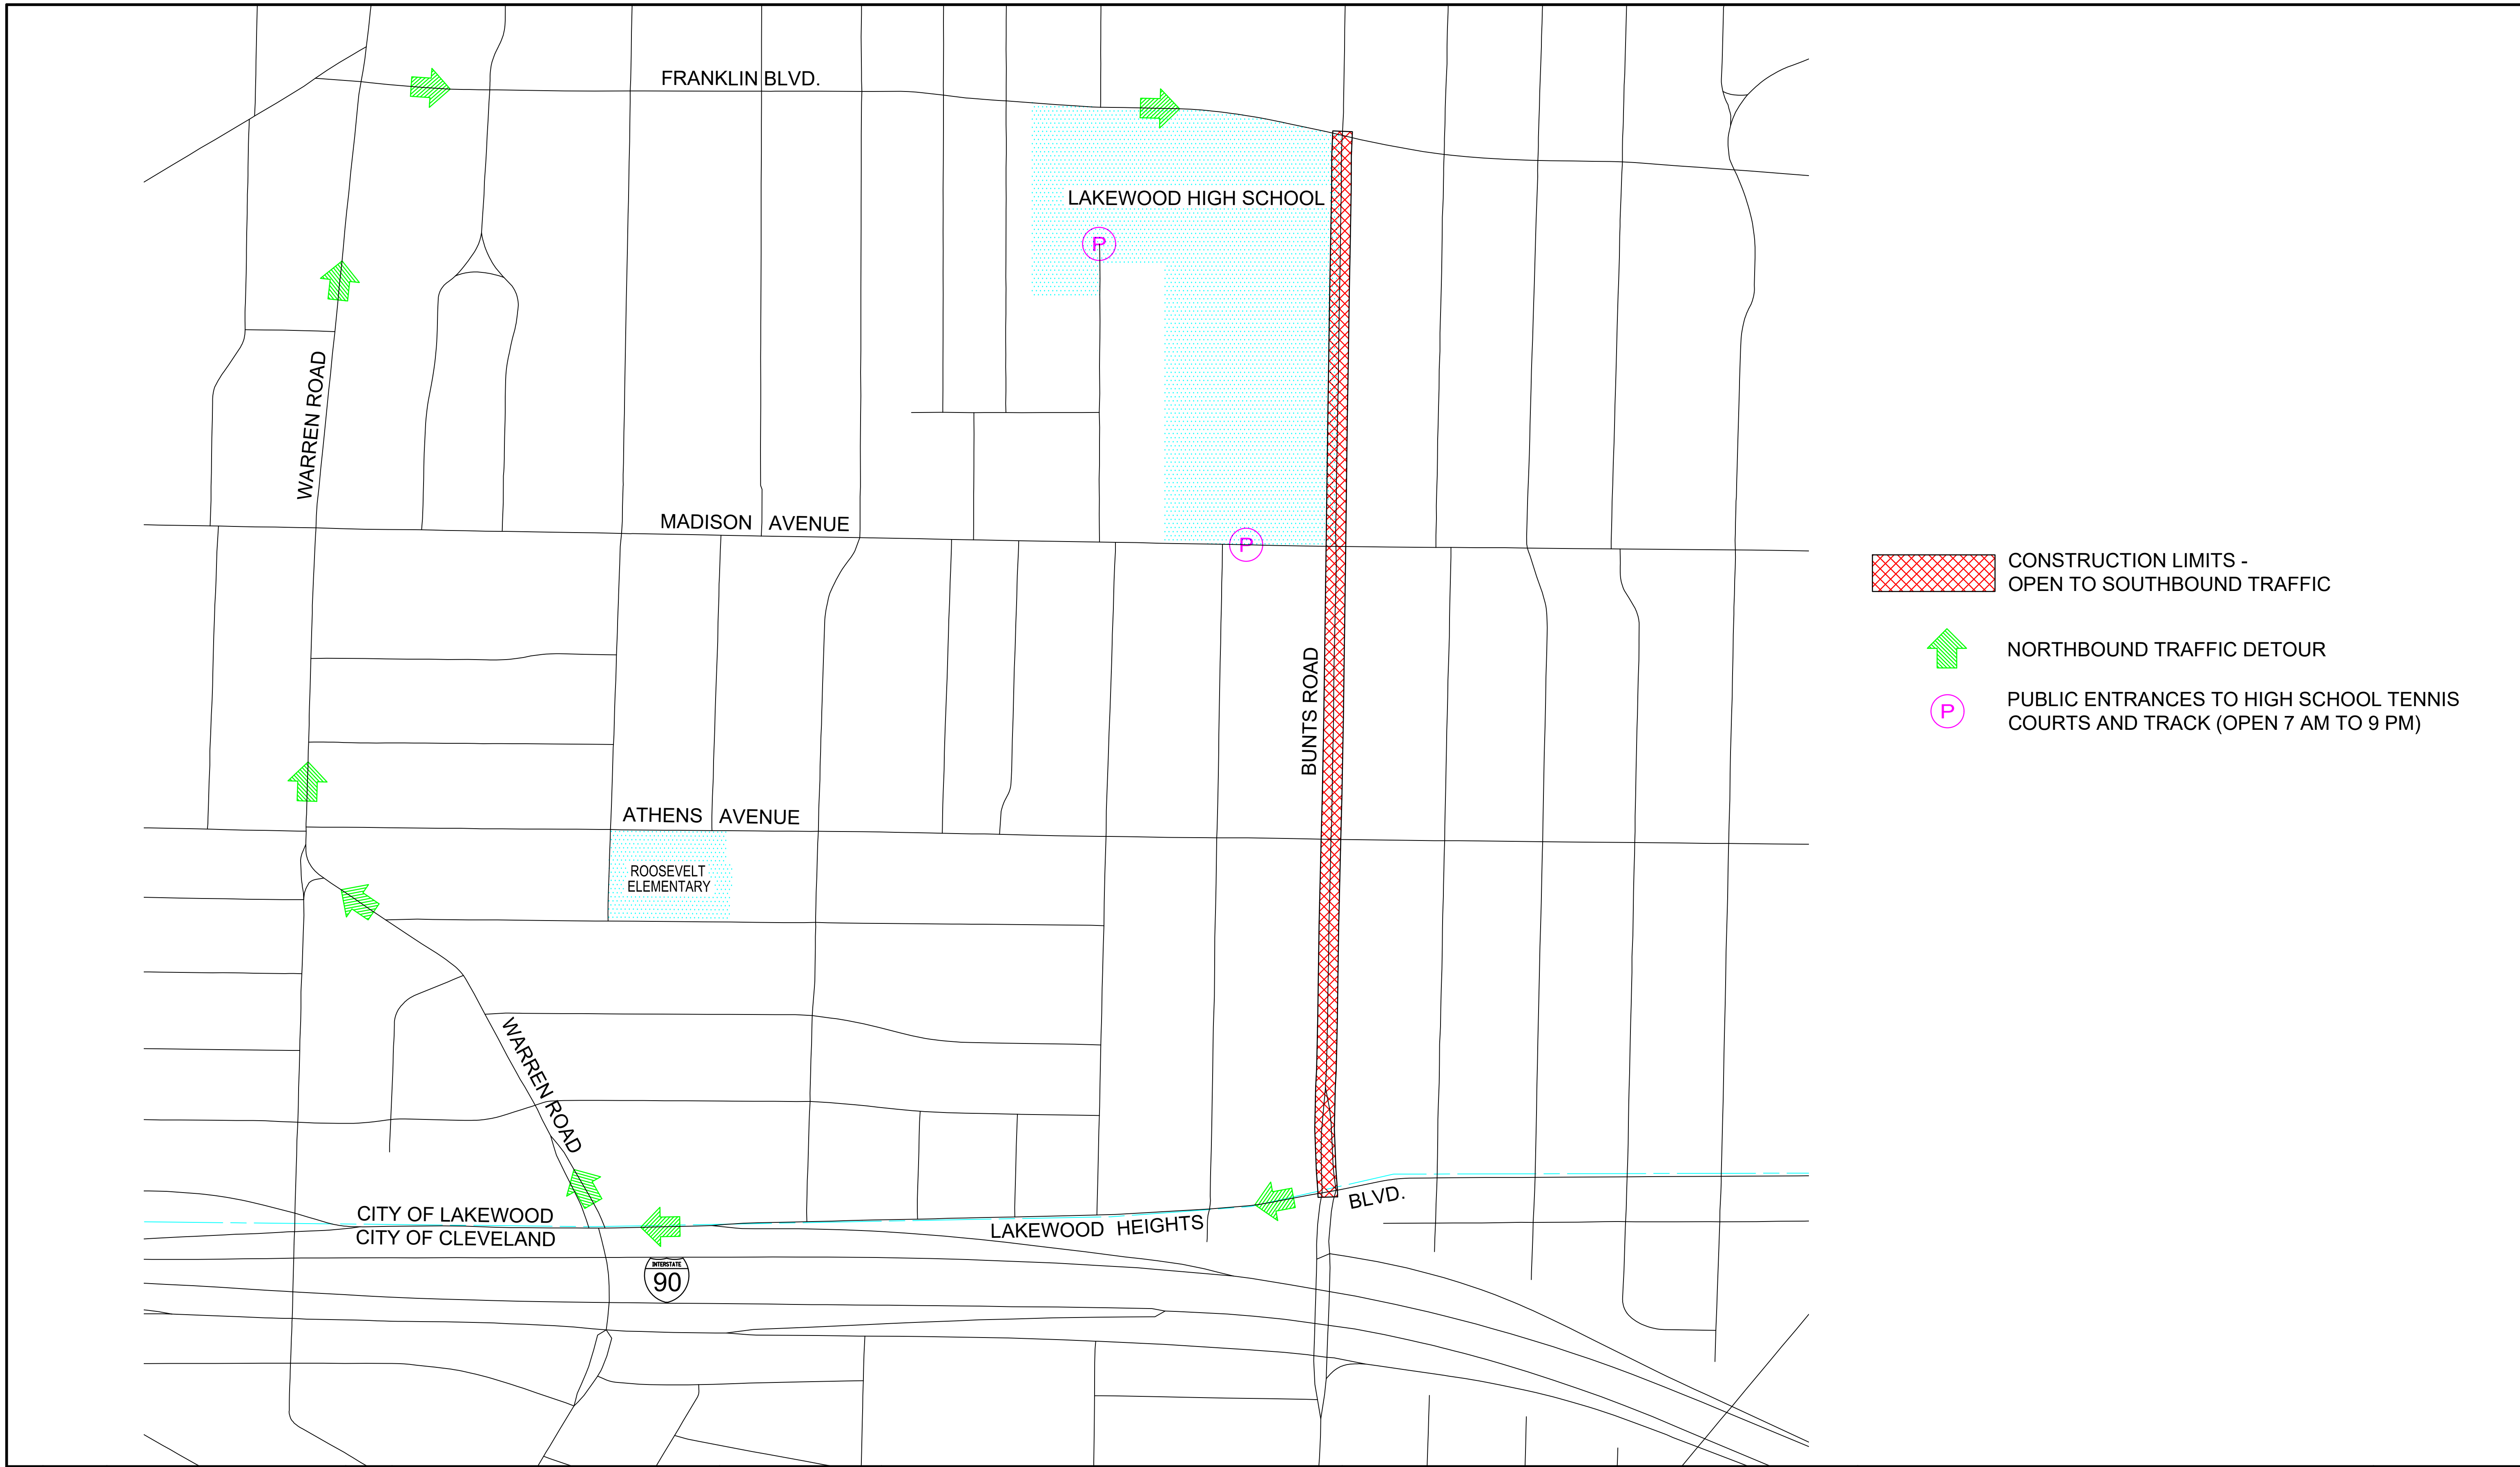 FRANKLIN BLVD.
LAKEWOOD HIGH SCHOOL
P
WARREN ROAD
MADISON AVENUE
P
CONSTRUCTION LIMITS -
OPEN TO SOUTHBOUND TRAFFIC
NORTHBOUND TRAFFIC DETOUR
P
PUBLIC ENTRANCES TO HIGH SCHOOL TENNIS
COURTS AND TRACK (OPEN 7 AM TO 9 PM)
BUNTS ROAD
ATHENS AVENUE
ROOSEVELT
ELEMENTARY
WARREN ROAD
CITY OF LAKEWOOD
CITY OF CLEVELAND
LAKEWOOD HEIGHTS BLVD.
INTERSTATE
90